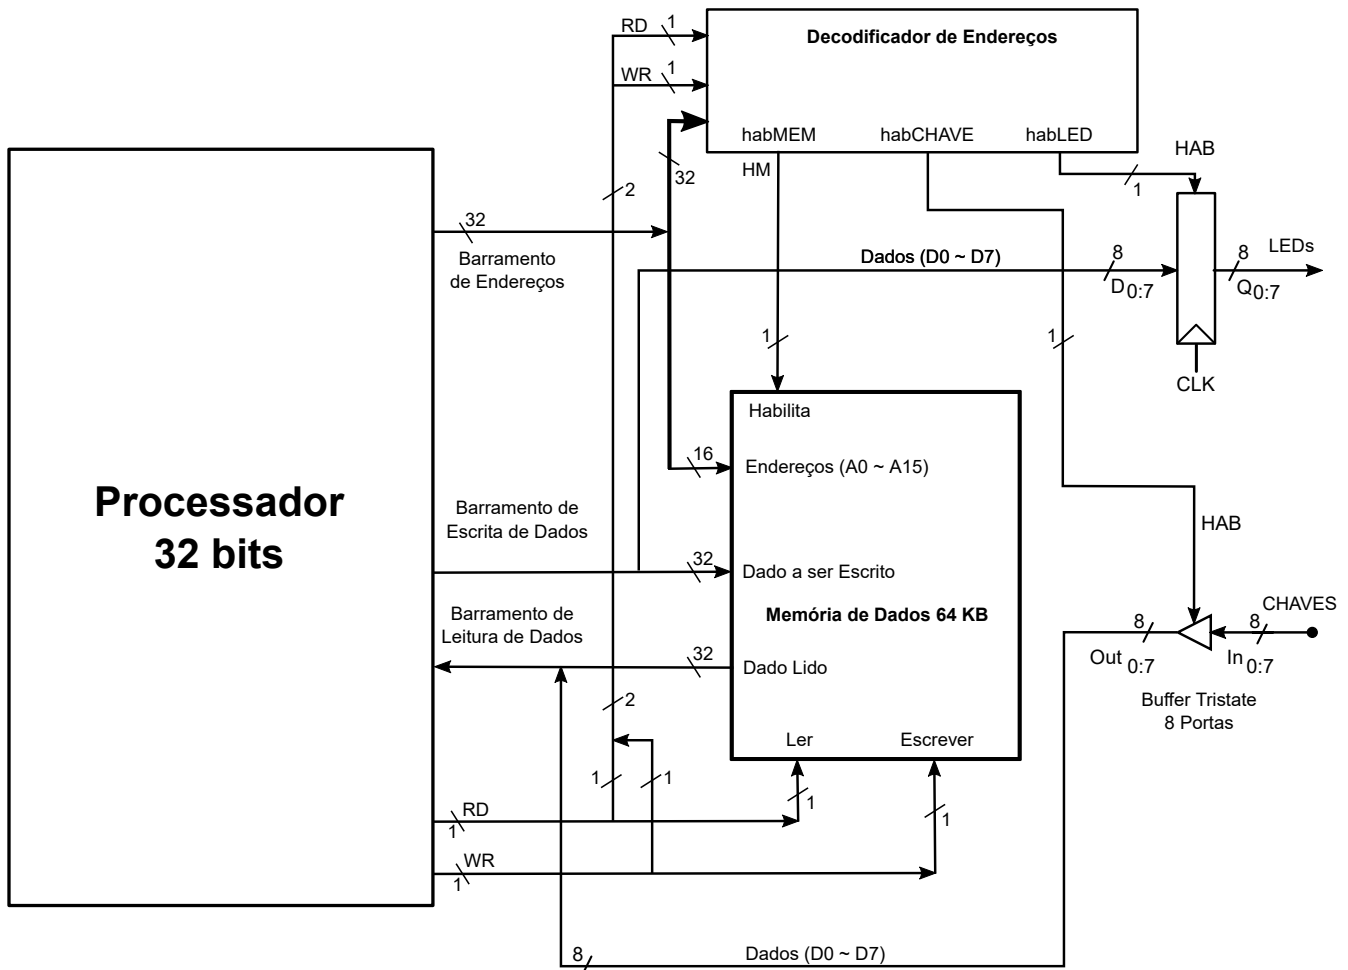 RD
1
Decodificador de Endereços
WR
1
habMEM
habCHAVE
habLED
HAB
HM
32
1
2
32
Barramento
de Endereços
Dados (D0 ~ D7)
8
D 0:7
8
Q 0:7
LEDs
1
1
CLK
Habilita
16
Endereços (A0 ~ A15)
Processador
32 bits
Barramento de
Escrita de Dados
HAB
32
Dado a ser Escrito
Barramento de
Leitura de Dados
Memória de Dados 64 KB
8
8
CHAVES
32
Dado Lido
Out 0:7
In 0:7
2
Buffer Tristate
8 Portas
Ler
Escrever
1
1
1
1
RD
1
WR
1
8
Dados (D0 ~ D7)